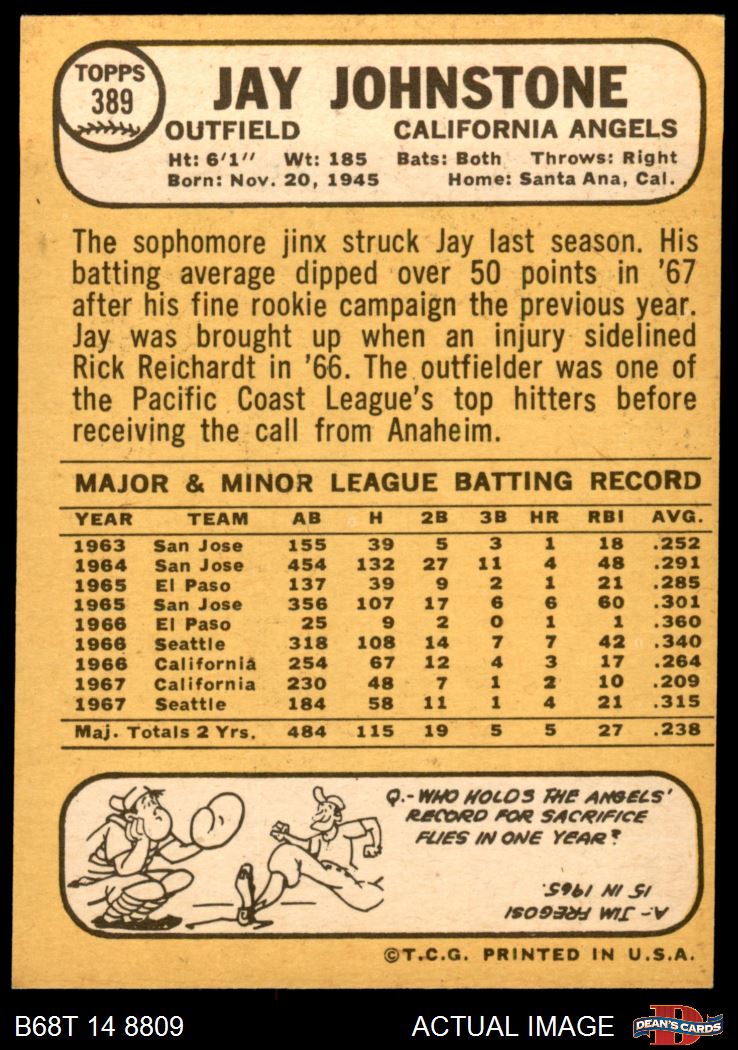 TOPPS
389
JAY JOHNSTONE
OUTFIELD CALIFORNIA ANGELS
Ht: 6'1" Wt: 185 Bats: Both Throws: Right
Born: Nov. 20, 1945 Home: Santa Ana, Cal.
The sophomore jinx struck Jay last season. His
batting average dipped over 50 points in '67
after his fine rookie campaign the previous year.
Jay was brought up when an injury sidelined
Rick Reichardt in '66. The outfielder was one of
the Pacific Coast League's top hitters before
receiving the call from Anaheim.
MAJOR & MINOR LEAGUE BATTING RECORD
YEAR TEAM AB H 2B 3B HR RBI AVG.
1963 San Jose 155 39 5 3 1 18 .252
1964 San Jose 454 132 27 11 4 48 .291
1965 El Paso 137 39 9 2 1 21 .285
1965 San Jose 356 107 17 6 6 60 .301
1966 El Paso 25 9 2 0 1 1 .360
1966 Seattle 318 108 14 7 7 42 .340
1966 California 254 67 12 4 3 17 .264
1967 California 230 48 7 1 2 10 .209
1967 Seattle 184 58 11 1 4 21 .315
Maj. Totals 2 Yrs. 484 115 19 5 5 27 .238
Q.- WHO HOLDS THE ANGELS'
RECORD FOR SACRIFICE
FLIES IN ONE YEAR?
A.- JIM FREGOSI
15 IN 1965.
©T.C.G. PRINTED IN U.S.A.
B68T 14 8809 ACTUAL IMAGE
D
DEAN'S CARDS